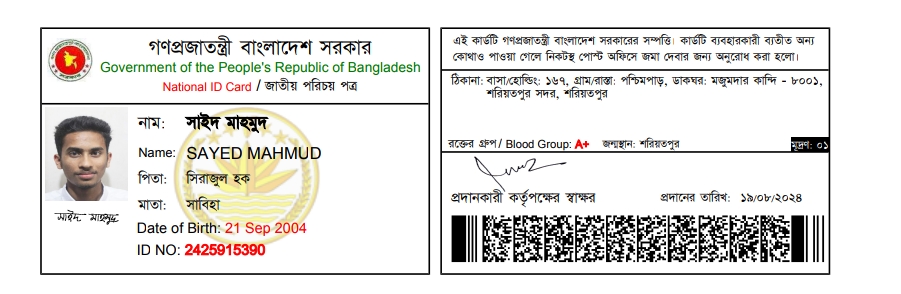 গণপ্রজাতন্ত্রী বাংলাদেশ সরকার
Government of the People's Republic of Bangladesh
National ID Card / জাতীয় পরিচয় পত্র
নাম: সাইদ মাহমুদ
Name: SAYED MAHMUD
পিতা: সিরাজুল হক
মাতা: সাবিহা
Date of Birth: 21 Sep 2004
ID NO: 2425915390
সাইদ মাহমুদ
এই কার্ডটি গণপ্রজাতন্ত্রী বাংলাদেশ সরকারের সম্পত্তি। কার্ডটি ব্যবহারকারী ব্যতীত অন্য
কোথাও পাওয়া গেলে নিকটস্থ পোস্ট অফিসে জমা দেবার জন্য অনুরোধ করা হলো।
ঠিকানা: বাসা/হোল্ডিং: ১৬৭, গ্রাম/রাস্তা: পশ্চিমপাড়, ডাকঘর: মজুমদার কান্দি - ৮০০১,
শরিয়তপুর সদর, শরিয়তপুর
রক্তের গ্রুপ / Blood Group: A+ জন্মস্থান: শরিয়তপুর মূদ্রণ: ০১
প্রদানকারী কর্তৃপক্ষের স্বাক্ষর প্রদানের তারিখ: ১৯/০৮/২০২৪